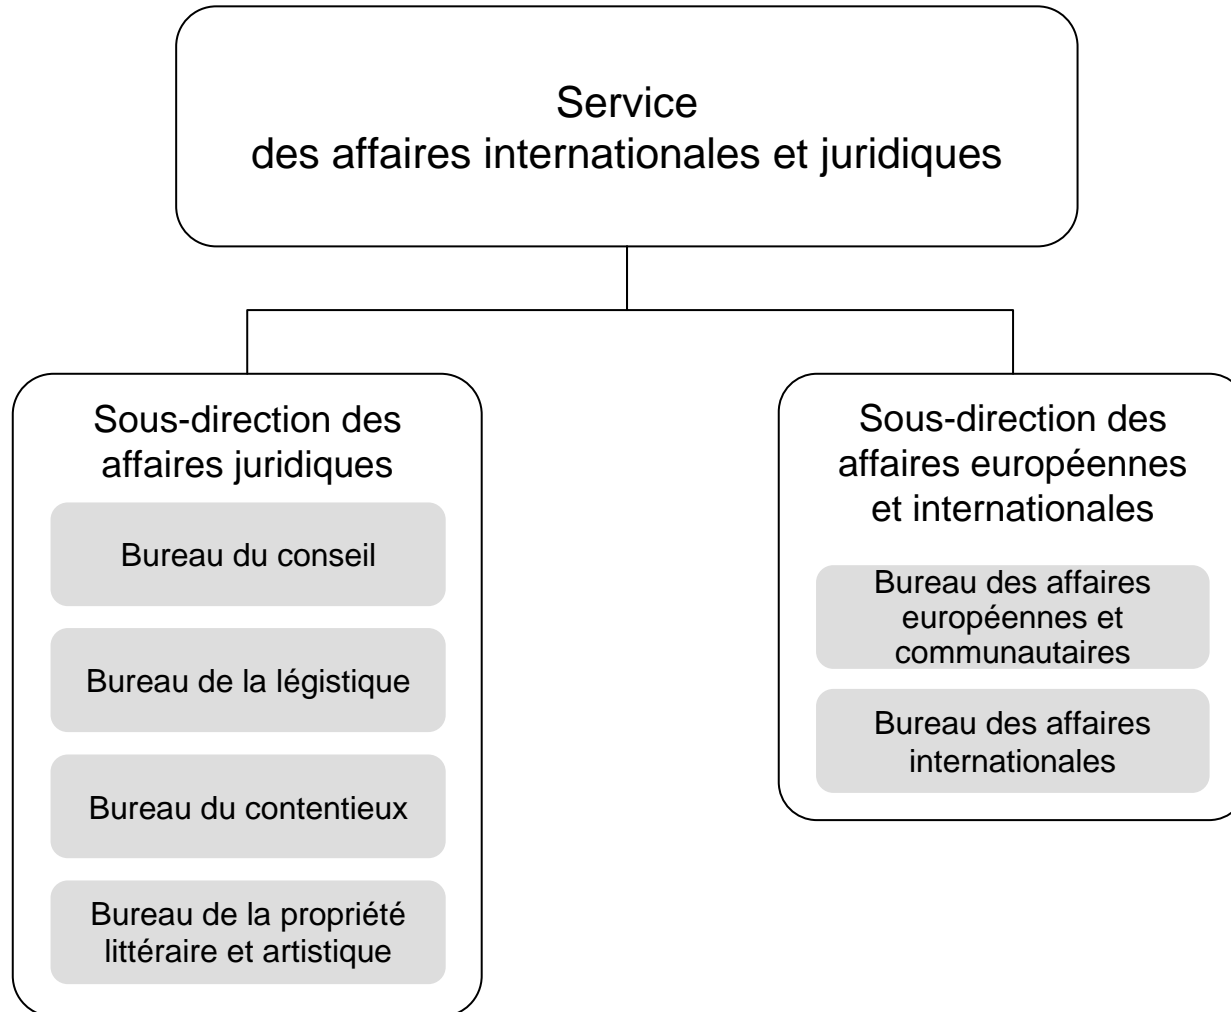 Service
des affaires internationales et juridiques
Sous-direction des
affaires juridiques
Bureau du conseil
Bureau de la légistique
Bureau du contentieux
Bureau de la propriété
littéraire et artistique
Sous-direction des
affaires européennes
et internationales
Bureau des affaires
européennes et
communautaires
Bureau des affaires
internationales